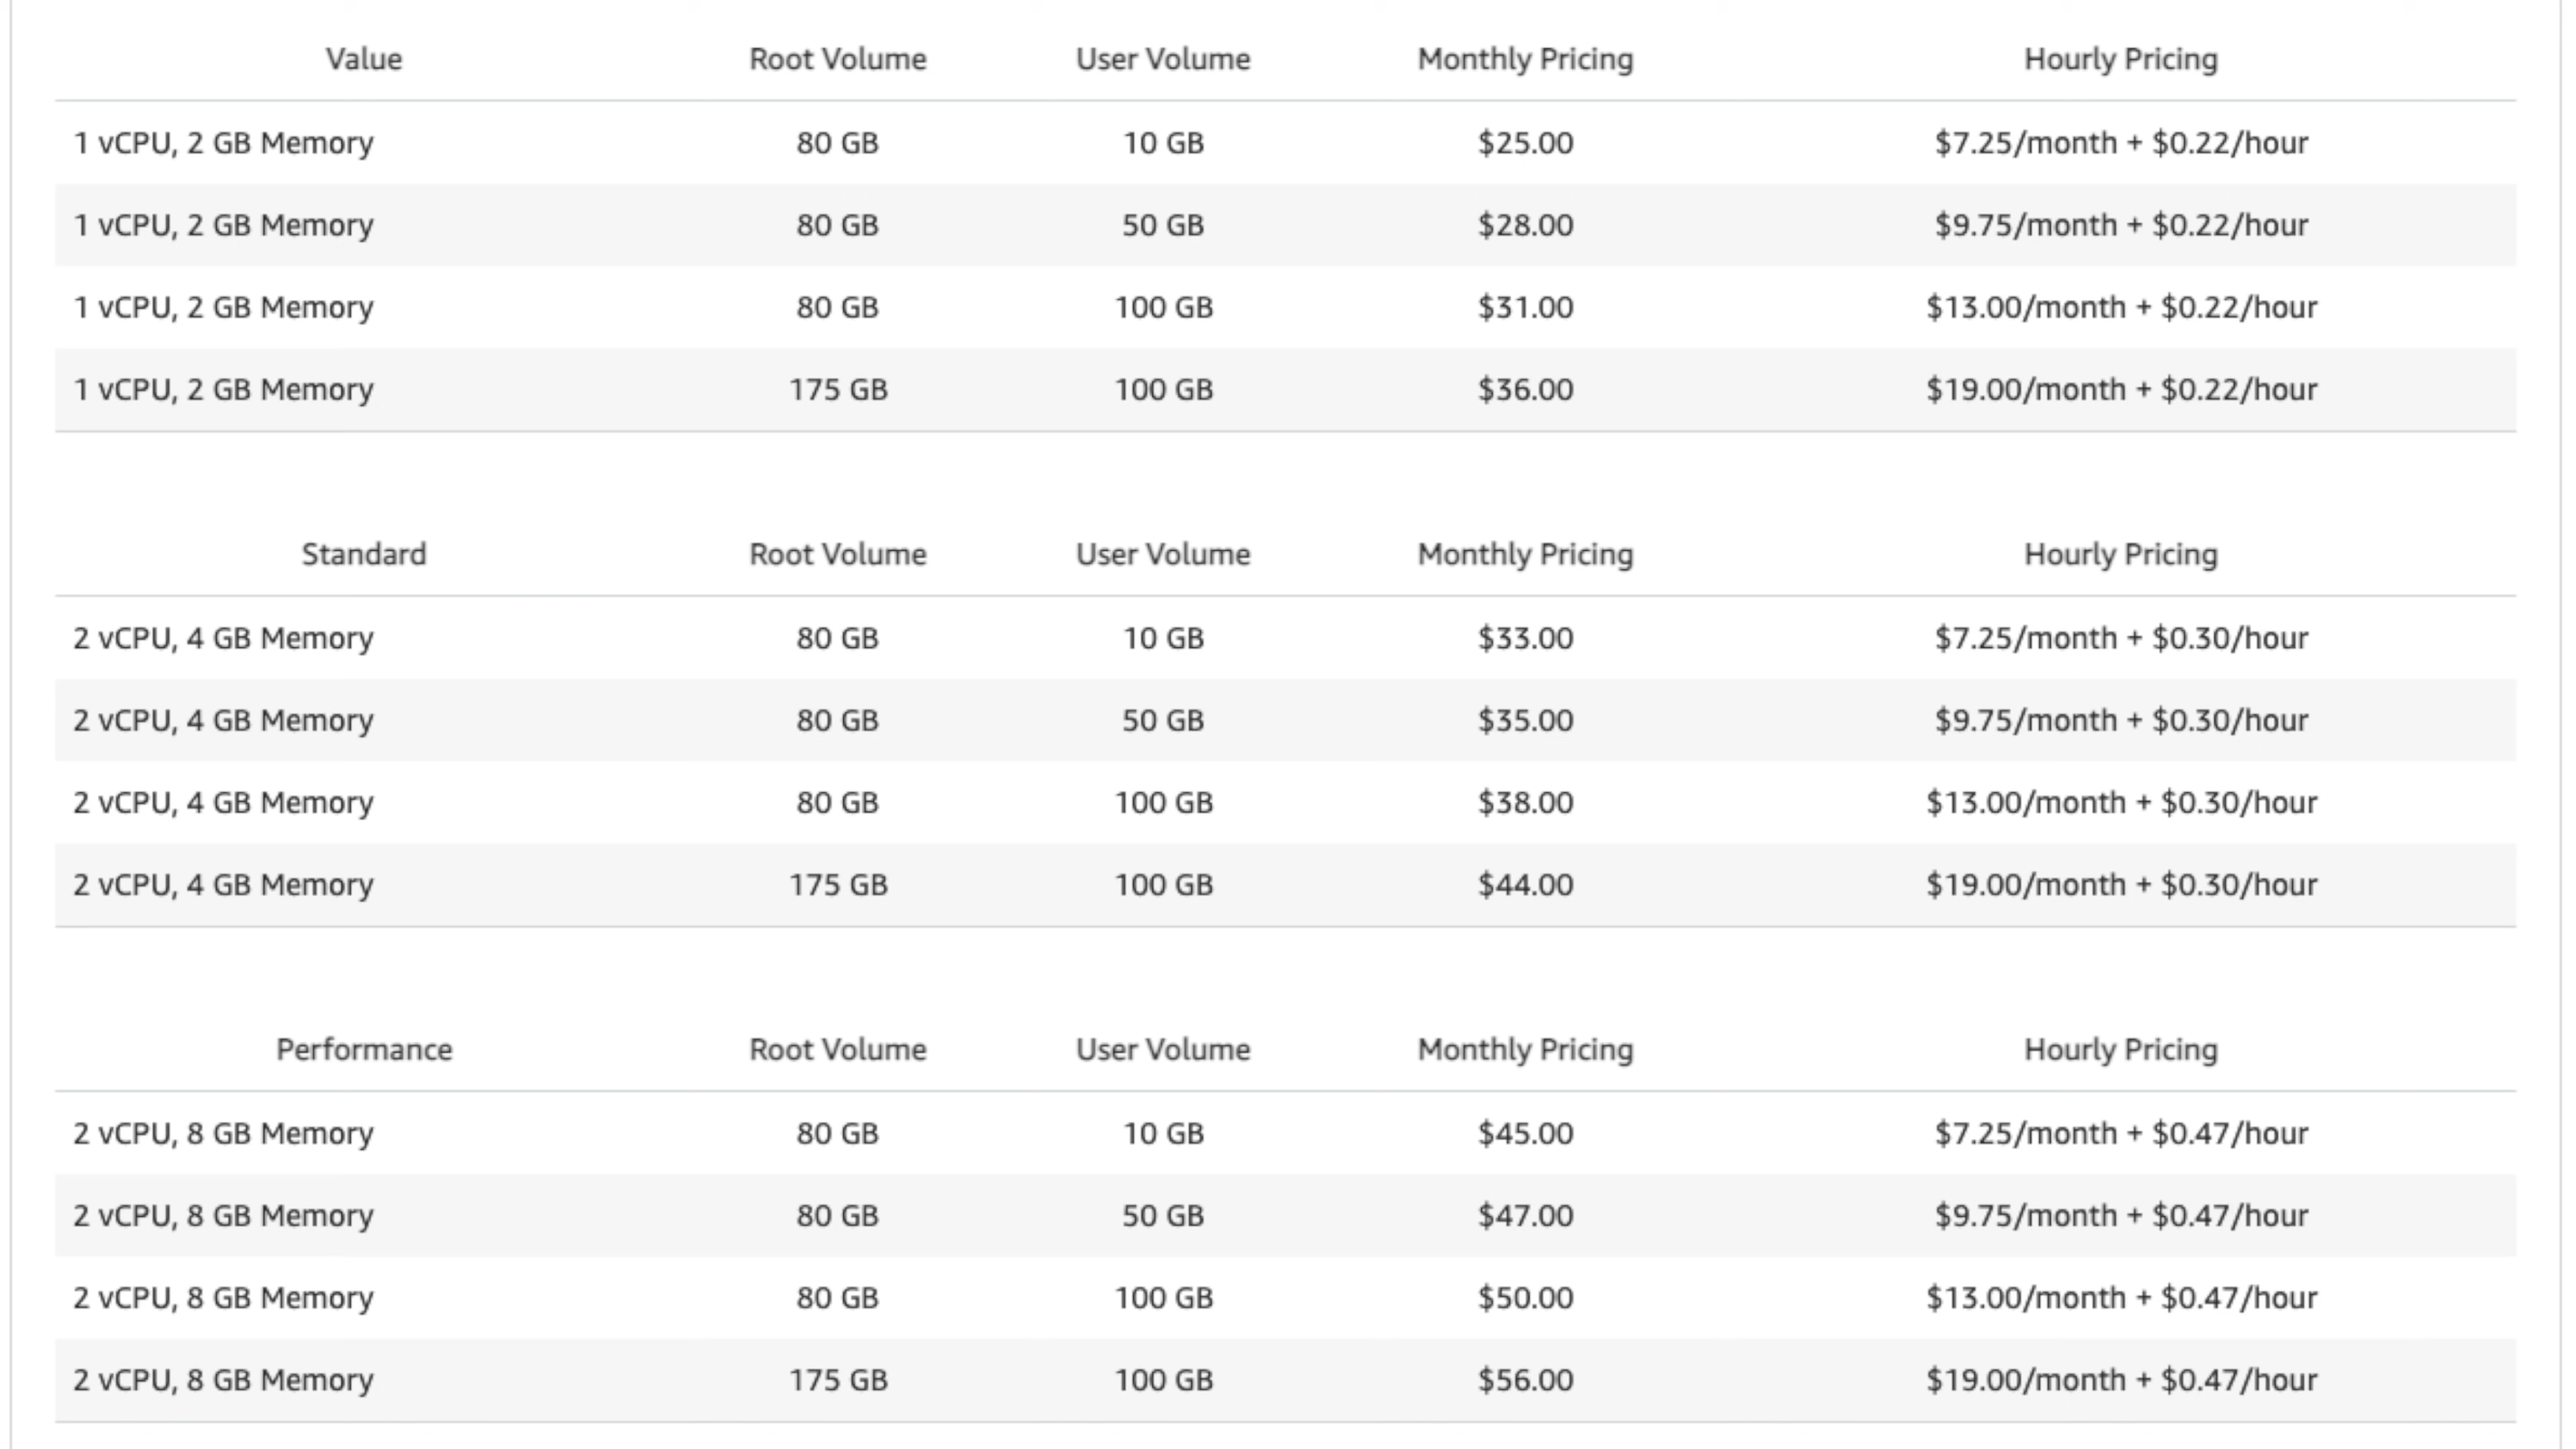 Value Root Volume User Volume Monthly Pricing Hourly Pricing
1 vCPU, 2 GB Memory 80 GB 10 GB $25.00 $7.25/month + $0.22/hour
1 vCPU, 2 GB Memory 80 GB 50 GB $28.00 $9.75/month + $0.22/hour
1 vCPU, 2 GB Memory 80 GB 100 GB $31.00 $13.00/month + $0.22/hour
1 vCPU, 2 GB Memory 175 GB 100 GB $36.00 $19.00/month + $0.22/hour
Standard Root Volume User Volume Monthly Pricing Hourly Pricing
2 vCPU, 4 GB Memory 80 GB 10 GB $33.00 $7.25/month + $0.30/hour
2 vCPU, 4 GB Memory 80 GB 50 GB $35.00 $9.75/month + $0.30/hour
2 vCPU, 4 GB Memory 80 GB 100 GB $38.00 $13.00/month + $0.30/hour
2 vCPU, 4 GB Memory 175 GB 100 GB $44.00 $19.00/month + $0.30/hour
Performance Root Volume User Volume Monthly Pricing Hourly Pricing
2 vCPU, 8 GB Memory 80 GB 10 GB $45.00 $7.25/month + $0.47/hour
2 vCPU, 8 GB Memory 80 GB 50 GB $47.00 $9.75/month + $0.47/hour
2 vCPU, 8 GB Memory 80 GB 100 GB $50.00 $13.00/month + $0.47/hour
2 vCPU, 8 GB Memory 175 GB 100 GB $56.00 $19.00/month + $0.47/hour